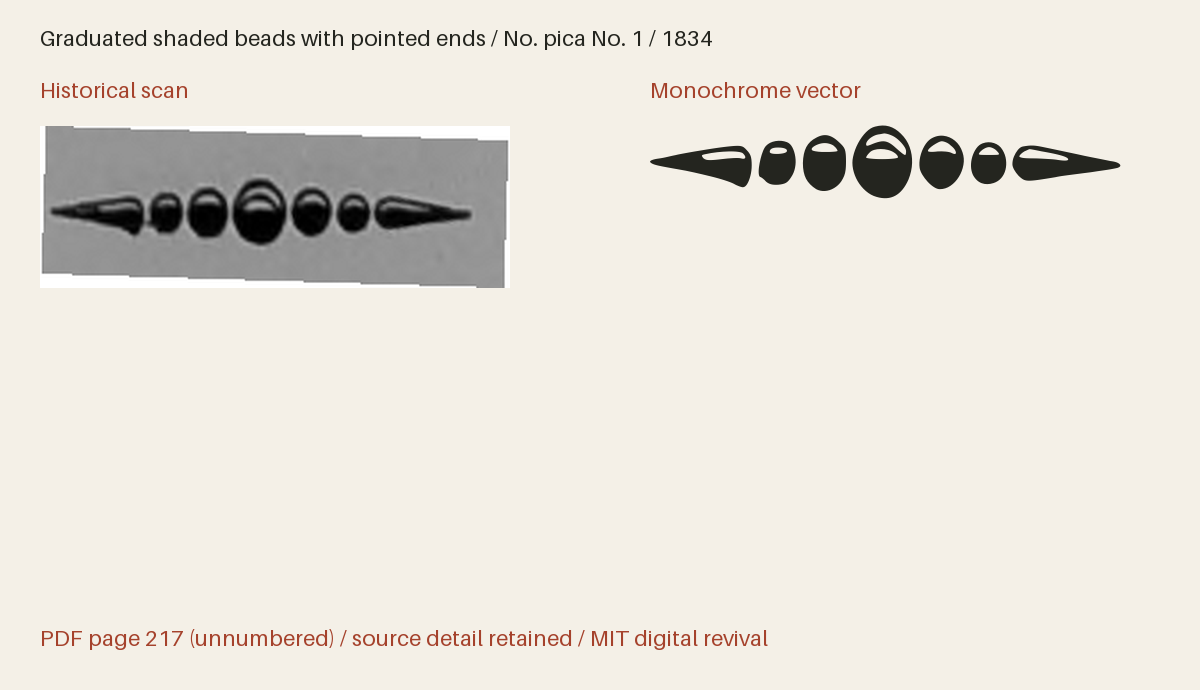 Graduated shaded beads with pointed ends / No. pica No. 1 / 1834
Historical scan
Monochrome vector
PDF page 217 (unnumbered) / source detail retained / MIT digital revival